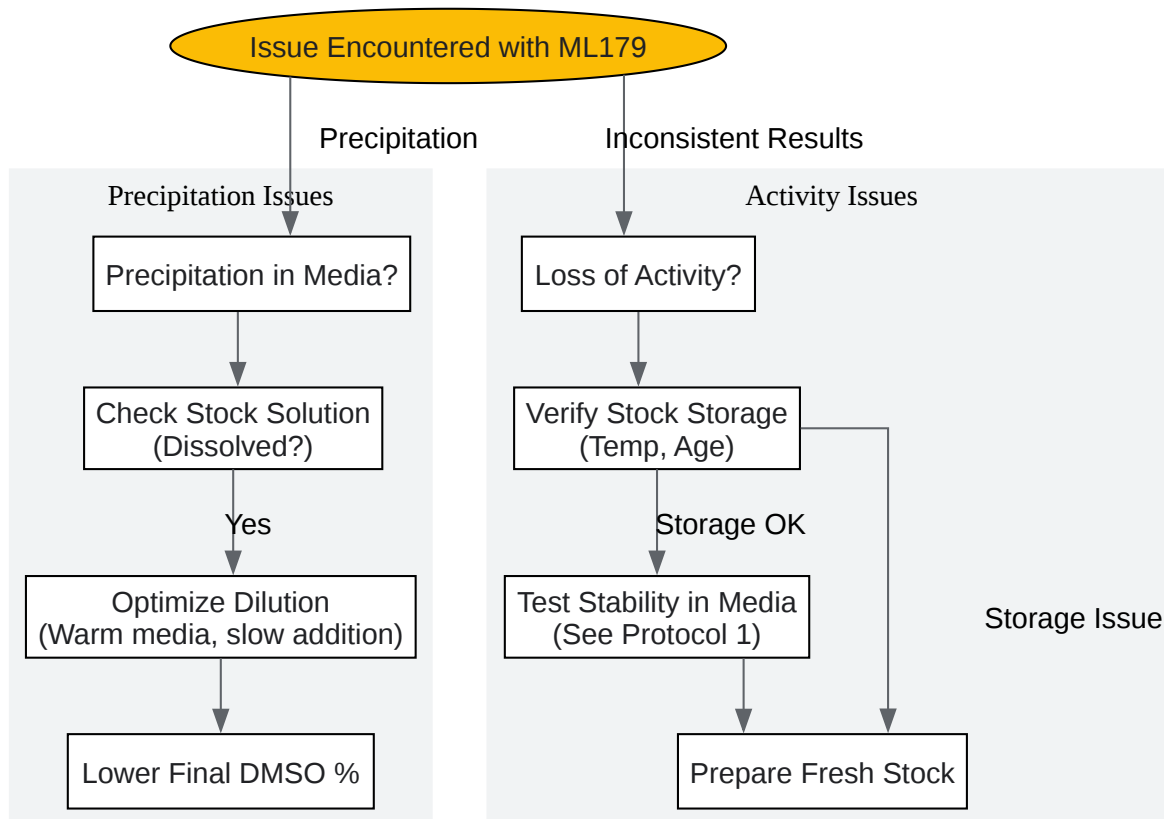 Issue Encountered with ML179
Precipitation
Inconsistent Results
Precipitation Issues
Activity Issues
Precipitation in Media?
Loss of Activity?
Check Stock Solution
(Dissolved?)
Verify Stock Storage
(Temp, Age)
Yes
Storage OK
Optimize Dilution
(Warm media, slow addition)
Test Stability in Media
(See Protocol 1)
Storage Issue
Lower Final DMSO %
Prepare Fresh Stock